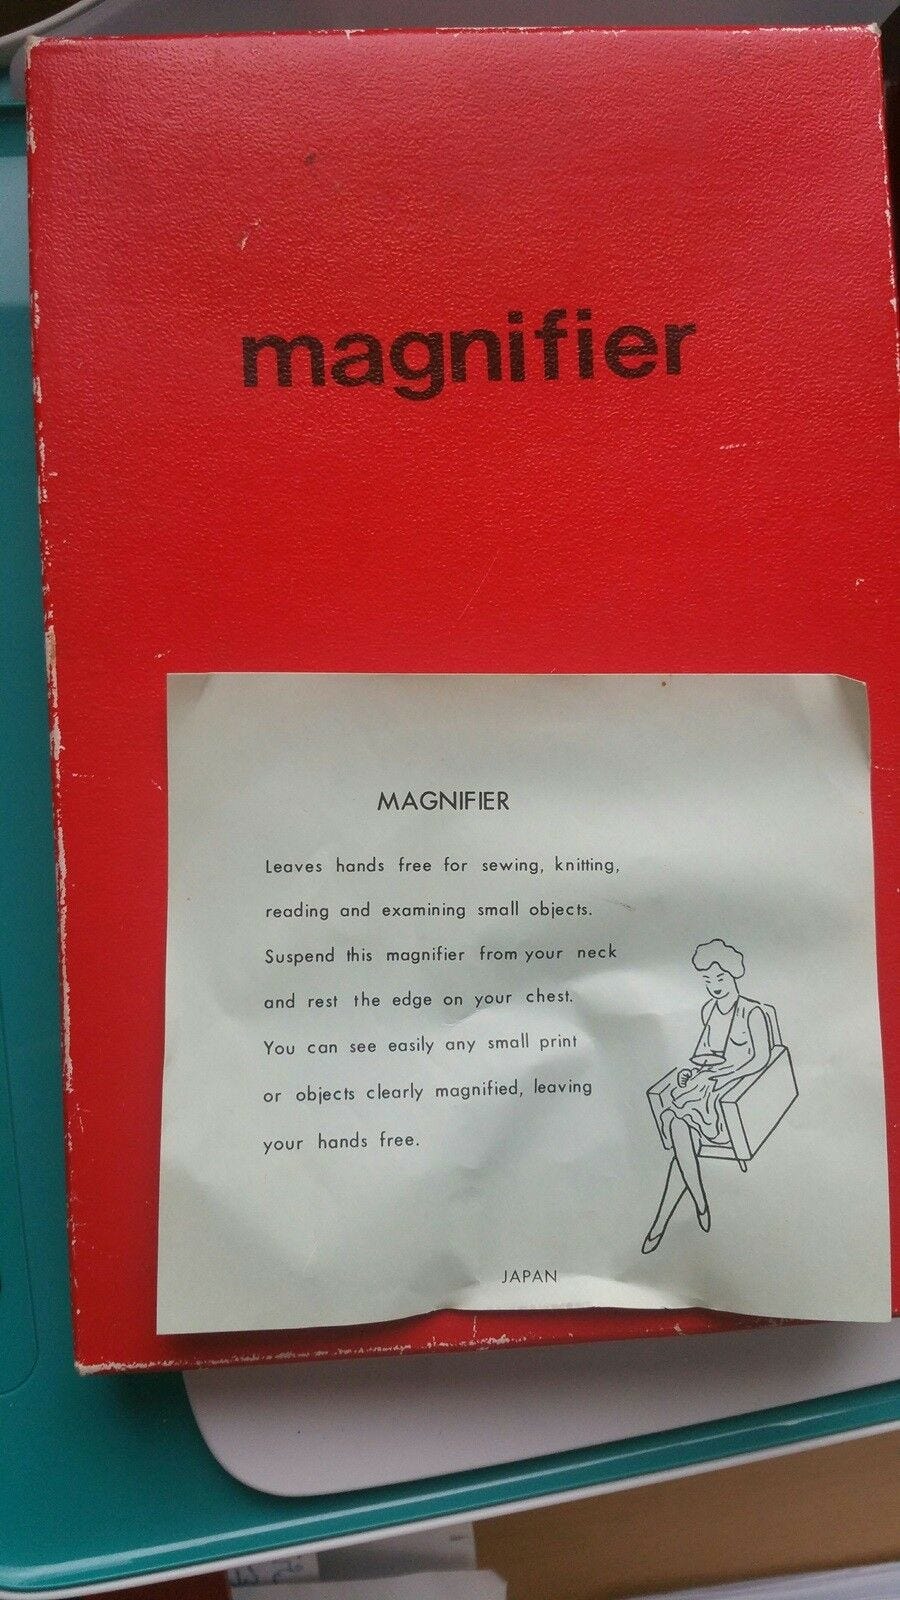 magnifier
MAGNIFIER
Leaves hands free for sewing, knitting,
reading and examining small objects.
Suspend this magnifier from your neck
and rest the edge on your chest.
You can see easily any small print
or objects clearly magnified, leaving
your hands free.
JAPAN